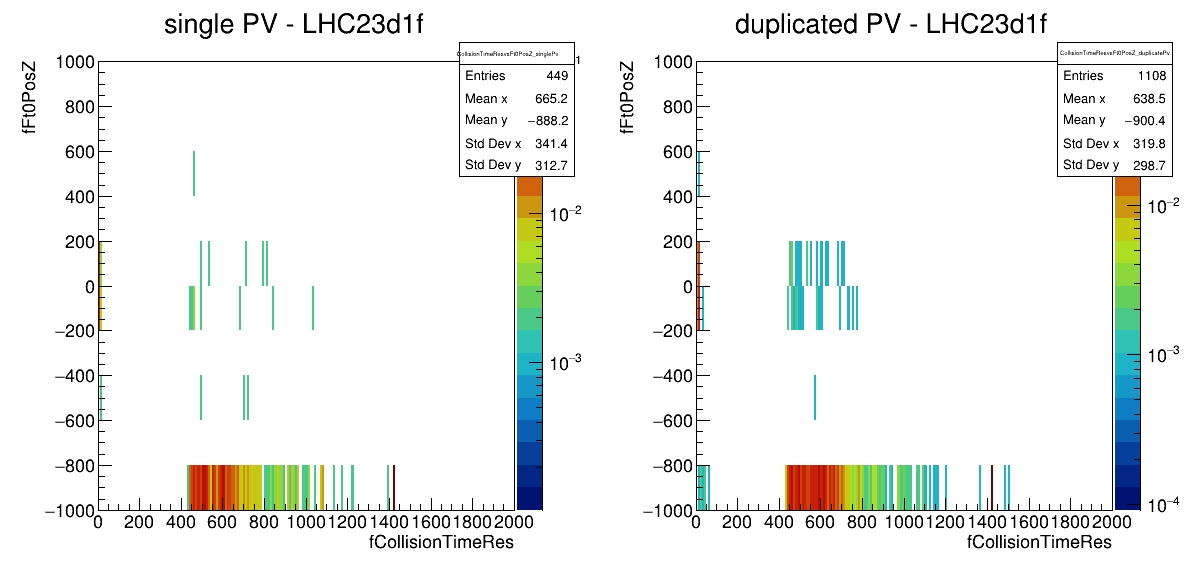 single PV - LHC23d1f
CollisionTimeResvsFt0PosZ_singlePv
Entries 449
Mean x 665.2
Mean y −888.2
Std Dev x 341.4
Std Dev y 312.7
fFt0PosZ
1000
800
600
400
200
0
−200
−400
−600
−800
−1000
0 200 400 600 800 1000 1200 1400 1600 1800 2000
fCollisionTimeRes
1
10−2
10−3
duplicated PV - LHC23d1f
CollisionTimeResvsFt0PosZ_duplicatePv
Entries 1108
Mean x 638.5
Mean y −900.4
Std Dev x 319.8
Std Dev y 298.7
fFt0PosZ
1000
800
600
400
200
0
−200
−400
−600
−800
−1000
0 200 400 600 800 1000 1200 1400 1600 1800 2000
fCollisionTimeRes
10−2
10−3
10−4